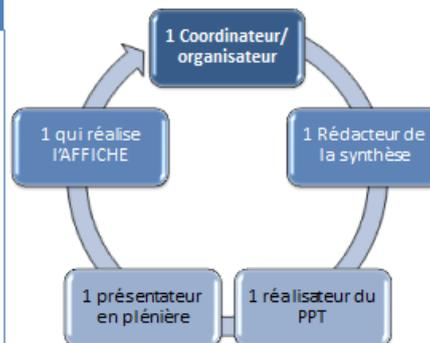 1 Coordinateur/
organisateur
1 Rédacteur de
la synthèse
1 réalisateur du
PPT
1 présentateur
en plénière
1 qui réalise
l'AFFICHE